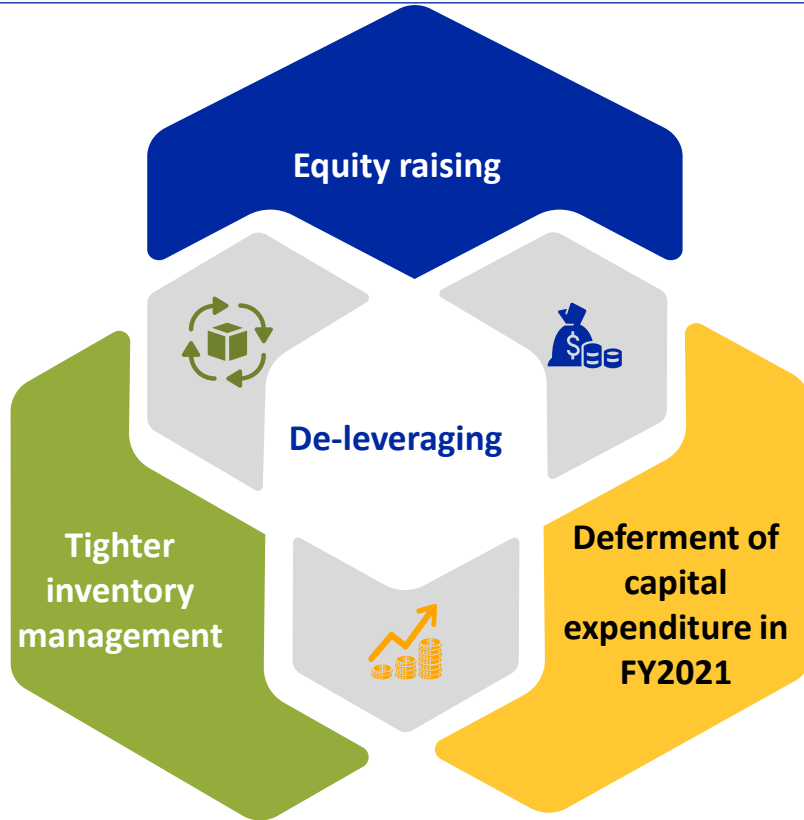 Equity raising
$
De-leveraging
Tighter
inventory
management
Deferment of
capital
expenditure in
FY2021